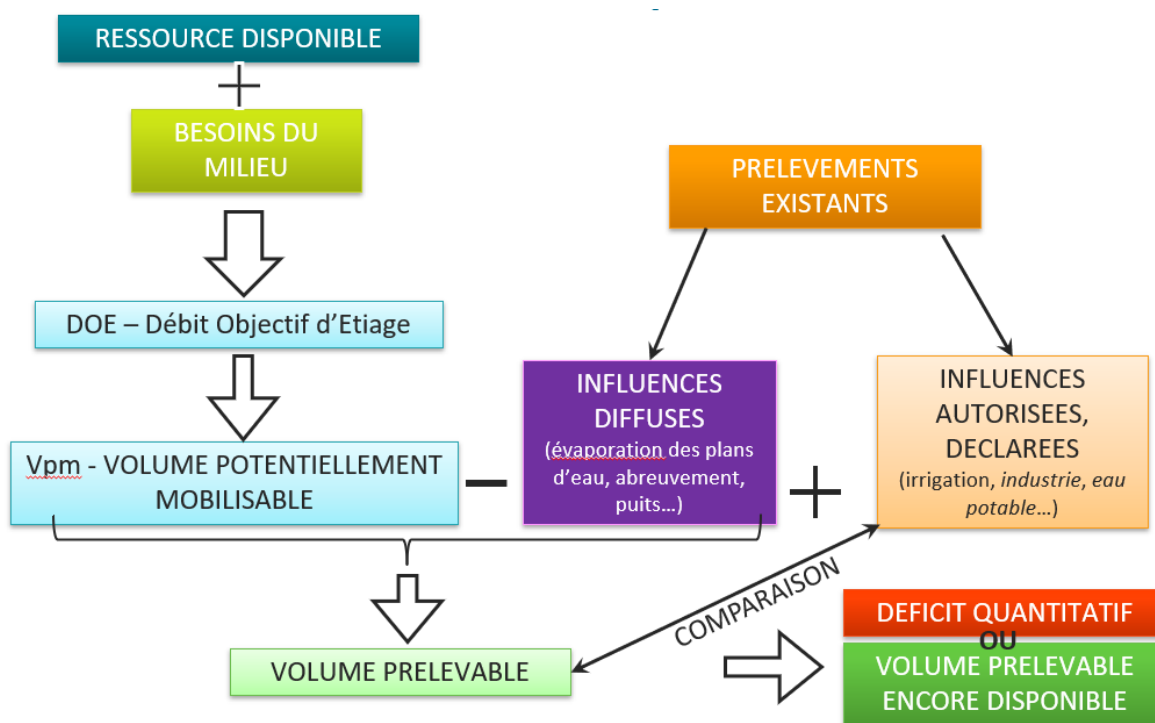 RESSOURCE DISPONIBLE
+
BESOINS DU
MILIEU
DOE – Débit Objectif d'Etiage
Vpm - VOLUME POTENTIELLEMENT
MOBILISABLE
–
PRELEVEMENTS
EXISTANTS
INFLUENCES
DIFFUSES
(évaporation des plans
d'eau, abreuvement,
puits…)
+
INFLUENCES
AUTORISEES,
DECLAREES
(irrigation, industrie, eau
potable…)
VOLUME PRELEVABLE
COMPARAISON
DEFICIT QUANTITATIF
OU
VOLUME PRELEVABLE
ENCORE DISPONIBLE